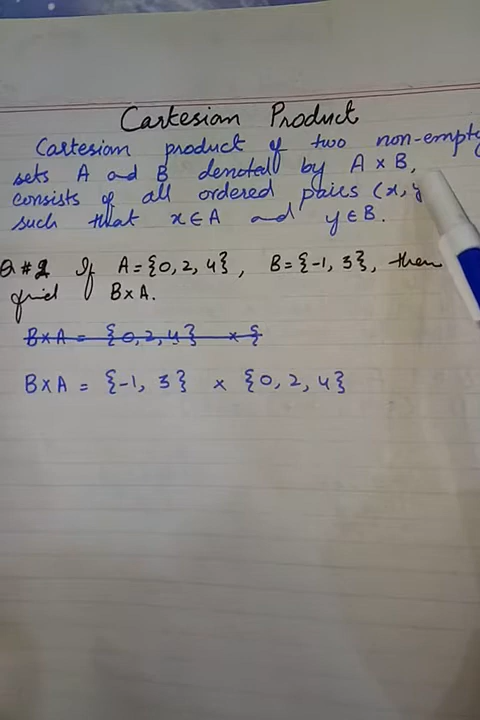 Cartesian Product
Cartesian product of two non-empty
sets A and B denoted by A × B,
consists of all ordered pairs (x, y
such that x ∈ A and y ∈ B.
Q #2 If A = {0, 2, 4}, B = {-1, 3}, then
find B×A.
B×A = {0, 2, 4} × {
B×A = {-1, 3} × {0, 2, 4}